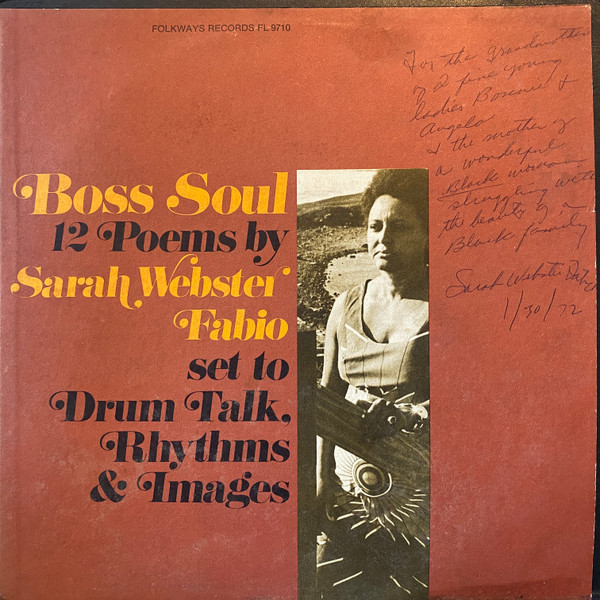 FOLKWAYS RECORDS FL 9710
For the grandmother
of 2 fine young
ladies Bonnie &
Angela
& the mother of
a wonderful
Black woman
struggling with
the beauty of a
Black family
Sarah Webster Fabio
1/30/72
Boss Soul
12 Poems by
Sarah Webster
Fabio
set to
Drum Talk,
Rhythms
& Images